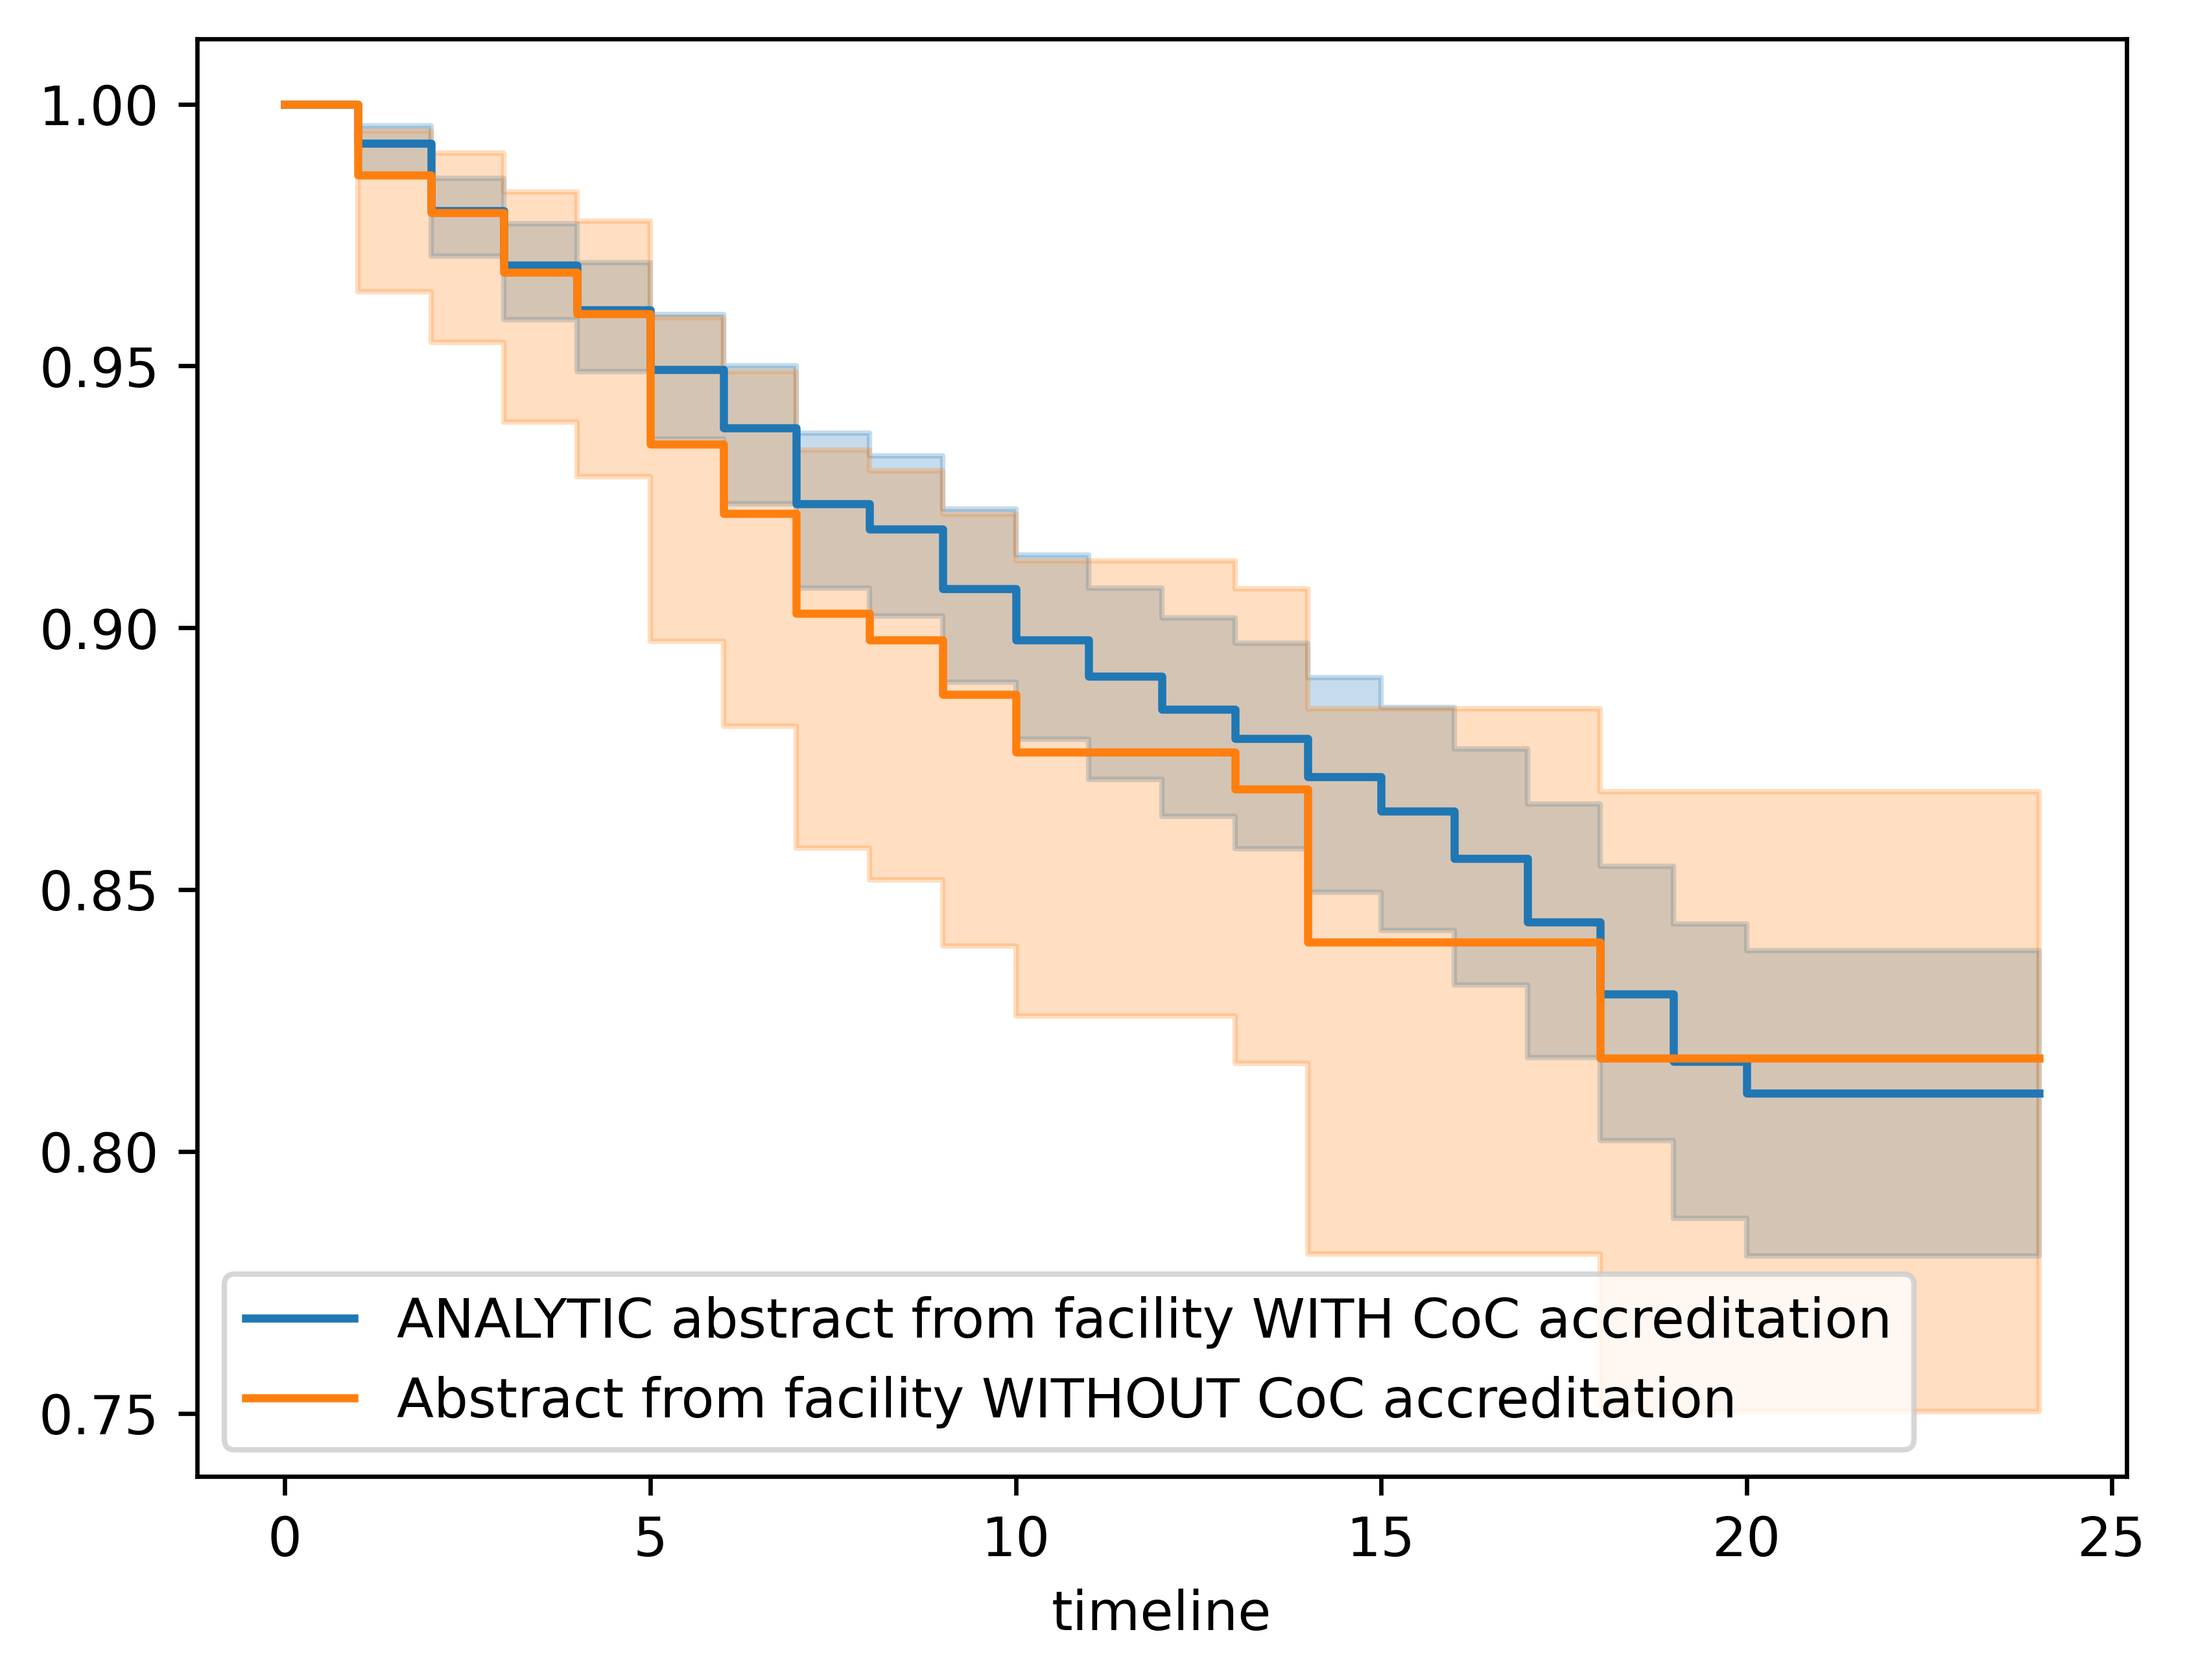 1.00
0.95
0.90
0.85
0.80
0.75
ANALYTIC abstract from facility WITH CoC accreditation
Abstract from facility WITHOUT CoC accreditation
0 5 10 15 20 25
timeline